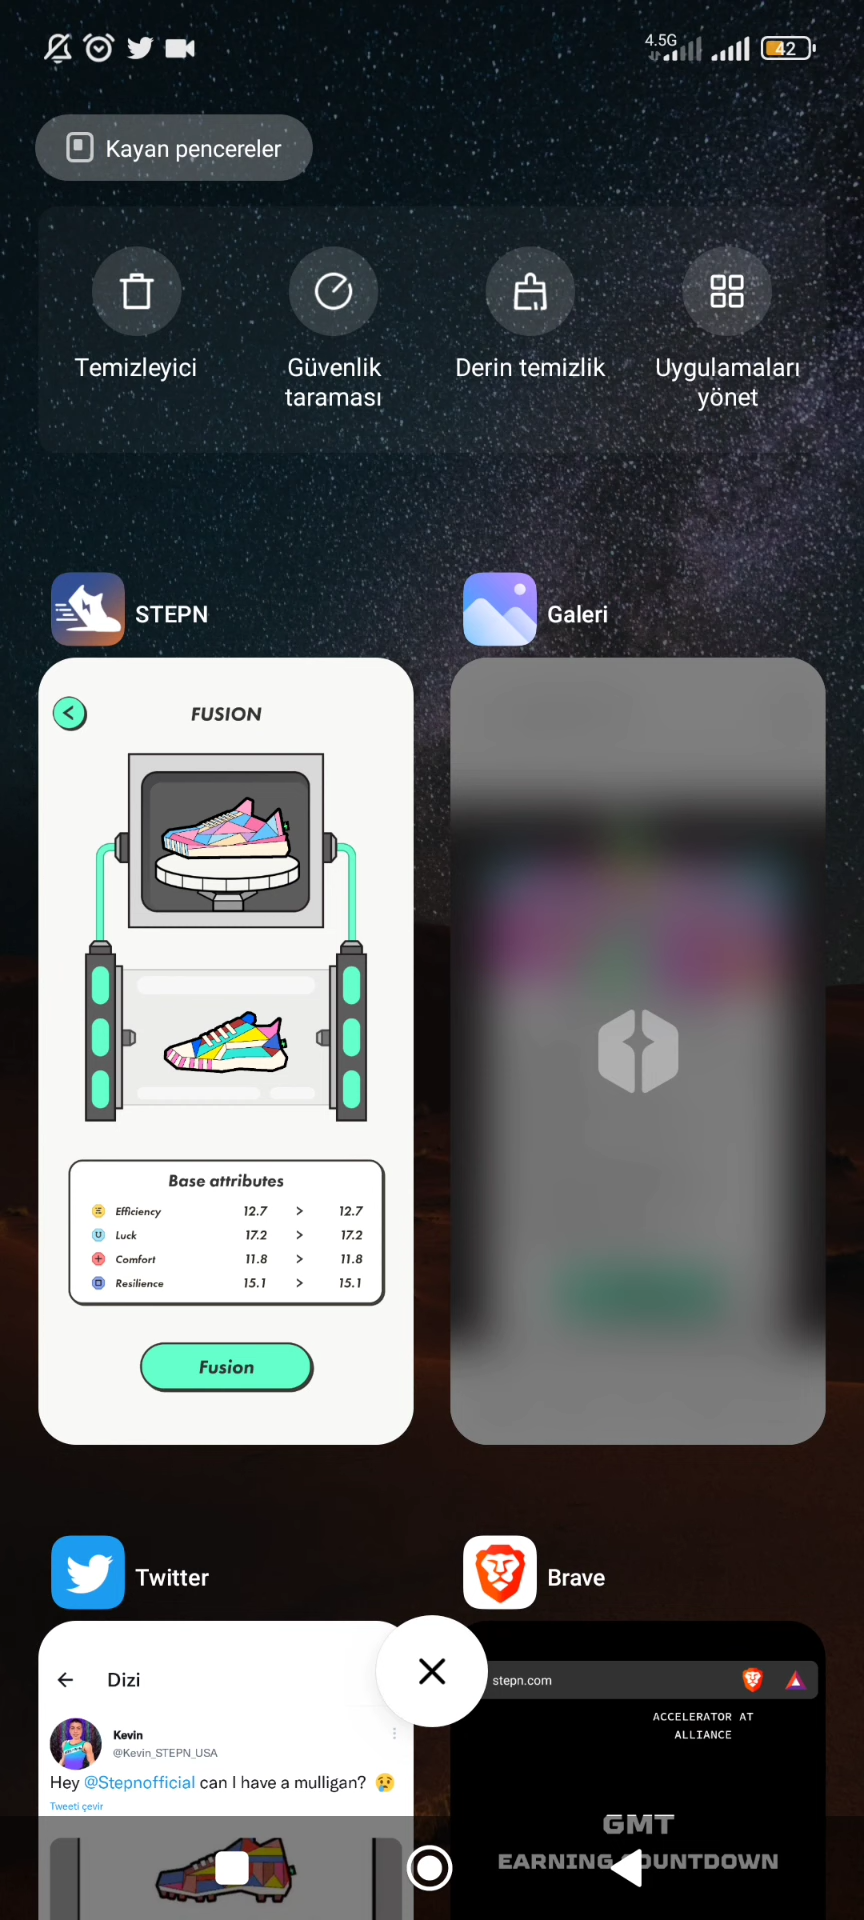 4.5G
42
Kayan pencereler
Temizleyici
Güvenlik
taraması
Derin temizlik
Uygulamaları
yönet
STEPN
Galeri
FUSION
Base attributes
Efficiency 12.7 > 12.7
Luck 17.2 > 17.2
Comfort 11.8 > 11.8
Resilience 15.1 > 15.1
Fusion
Twitter
Brave
Dizi
Kevin
@Kevin_STEPN_USA
Hey @Stepnofficial can I have a mulligan? 😢
Tweeti çevir
stepn.com
ACCELERATOR AT
ALLIANCE
GMT
EARNING COUNTDOWN